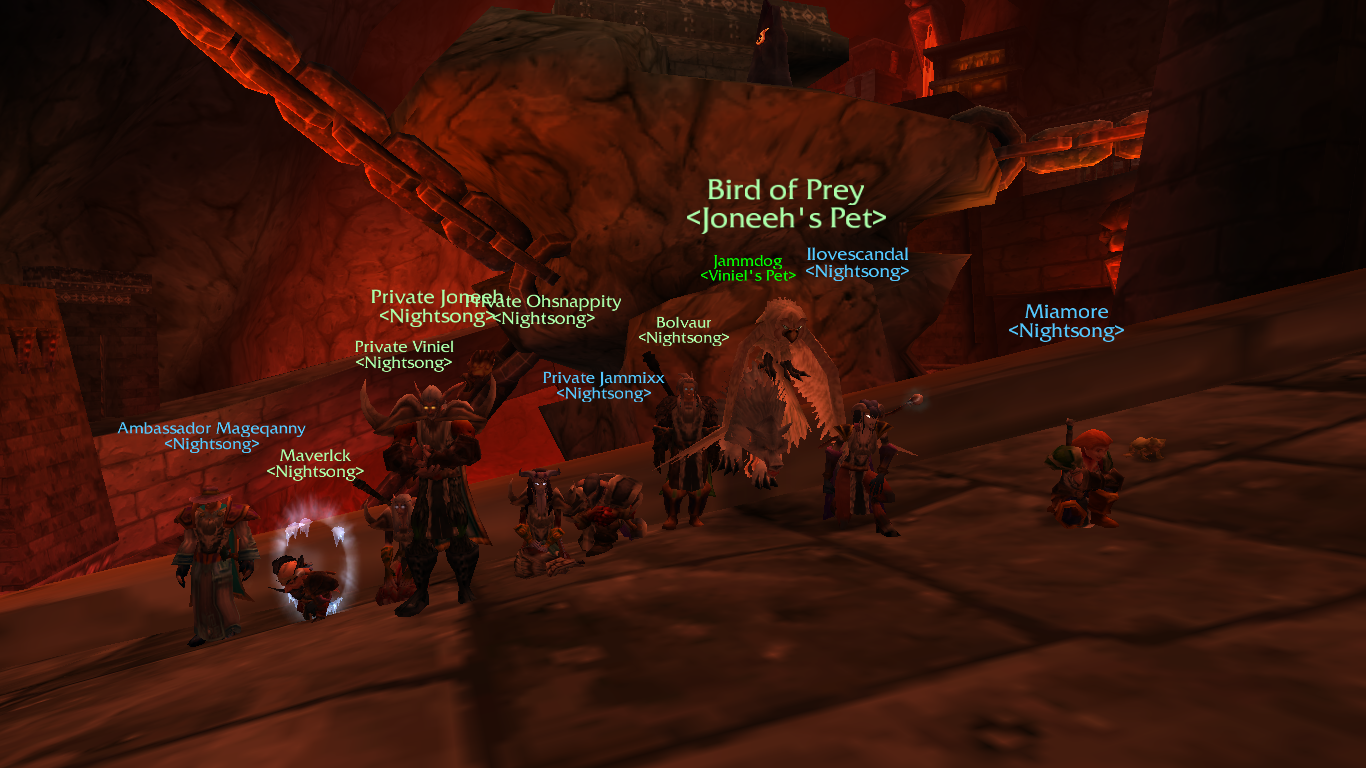 Bird of Prey
<Joneeh's Pet>
Jammdog
<Viniel's Pet>
Ilovescandal
<Nightsong>
Private Joneeh
<Nightsong>
Private Ohsnappity
<Nightsong>
Miamore
<Nightsong>
Bolvaur
<Nightsong>
Private Viniel
<Nightsong>
Private Jammixx
<Nightsong>
Ambassador Mageqanny
<Nightsong>
Maverlck
<Nightsong>